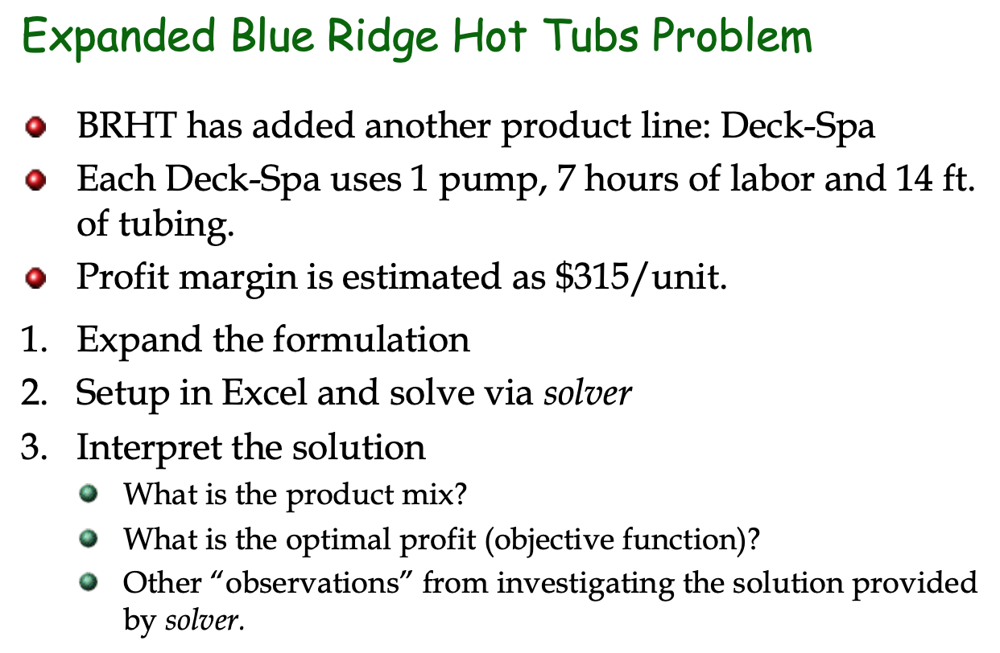 Expanded Blue Ridge Hot Tubs Problem
BRHT has added another product line: Deck-Spa
Each Deck-Spa uses 1 pump, 7 hours of labor and 14 ft.
of tubing.
Profit margin is estimated as $315/unit.
1. Expand the formulation
2. Setup in Excel and solve via solver
3. Interpret the solution
What is the product mix?
What is the optimal profit (objective function)?
Other “observations” from investigating the solution provided
by solver.